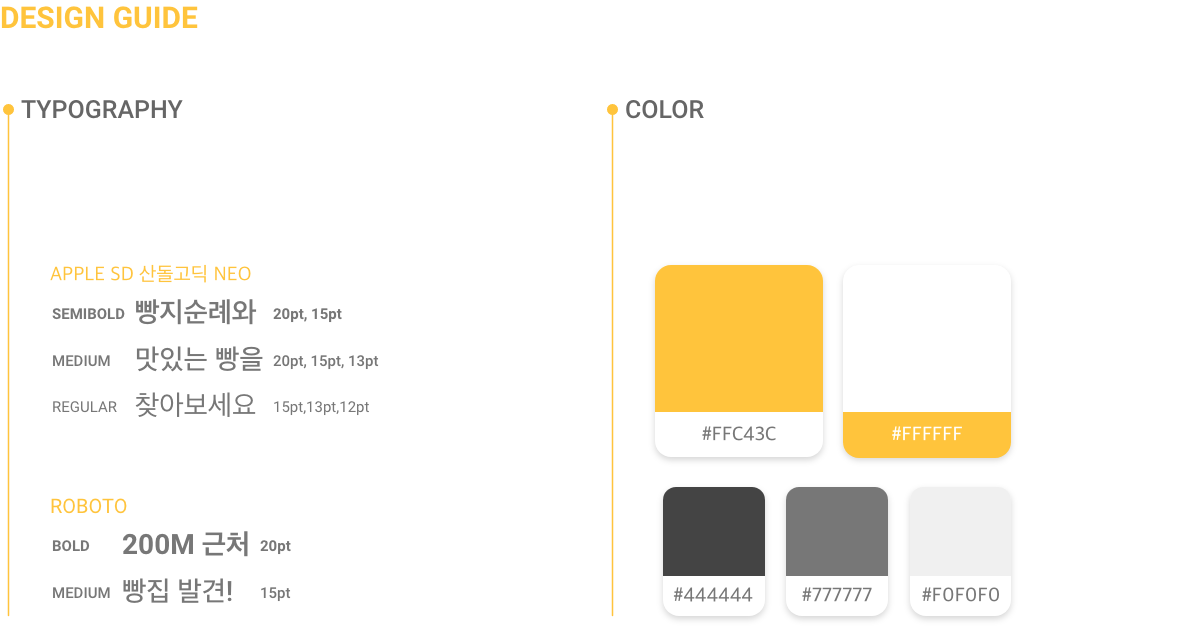 DESIGN GUIDE
TYPOGRAPHY
APPLE SD 산돌고딕 NEO
SEMIBOLD 빵지순례와 20pt, 15pt
MEDIUM 맛있는 빵을 20pt, 15pt, 13pt
REGULAR 찾아보세요 15pt,13pt,12pt
ROBOTO
BOLD 200M 근처 20pt
MEDIUM 빵집 발견! 15pt
COLOR
#FFC43C
#FFFFFF
#444444
#777777
#F0F0F0